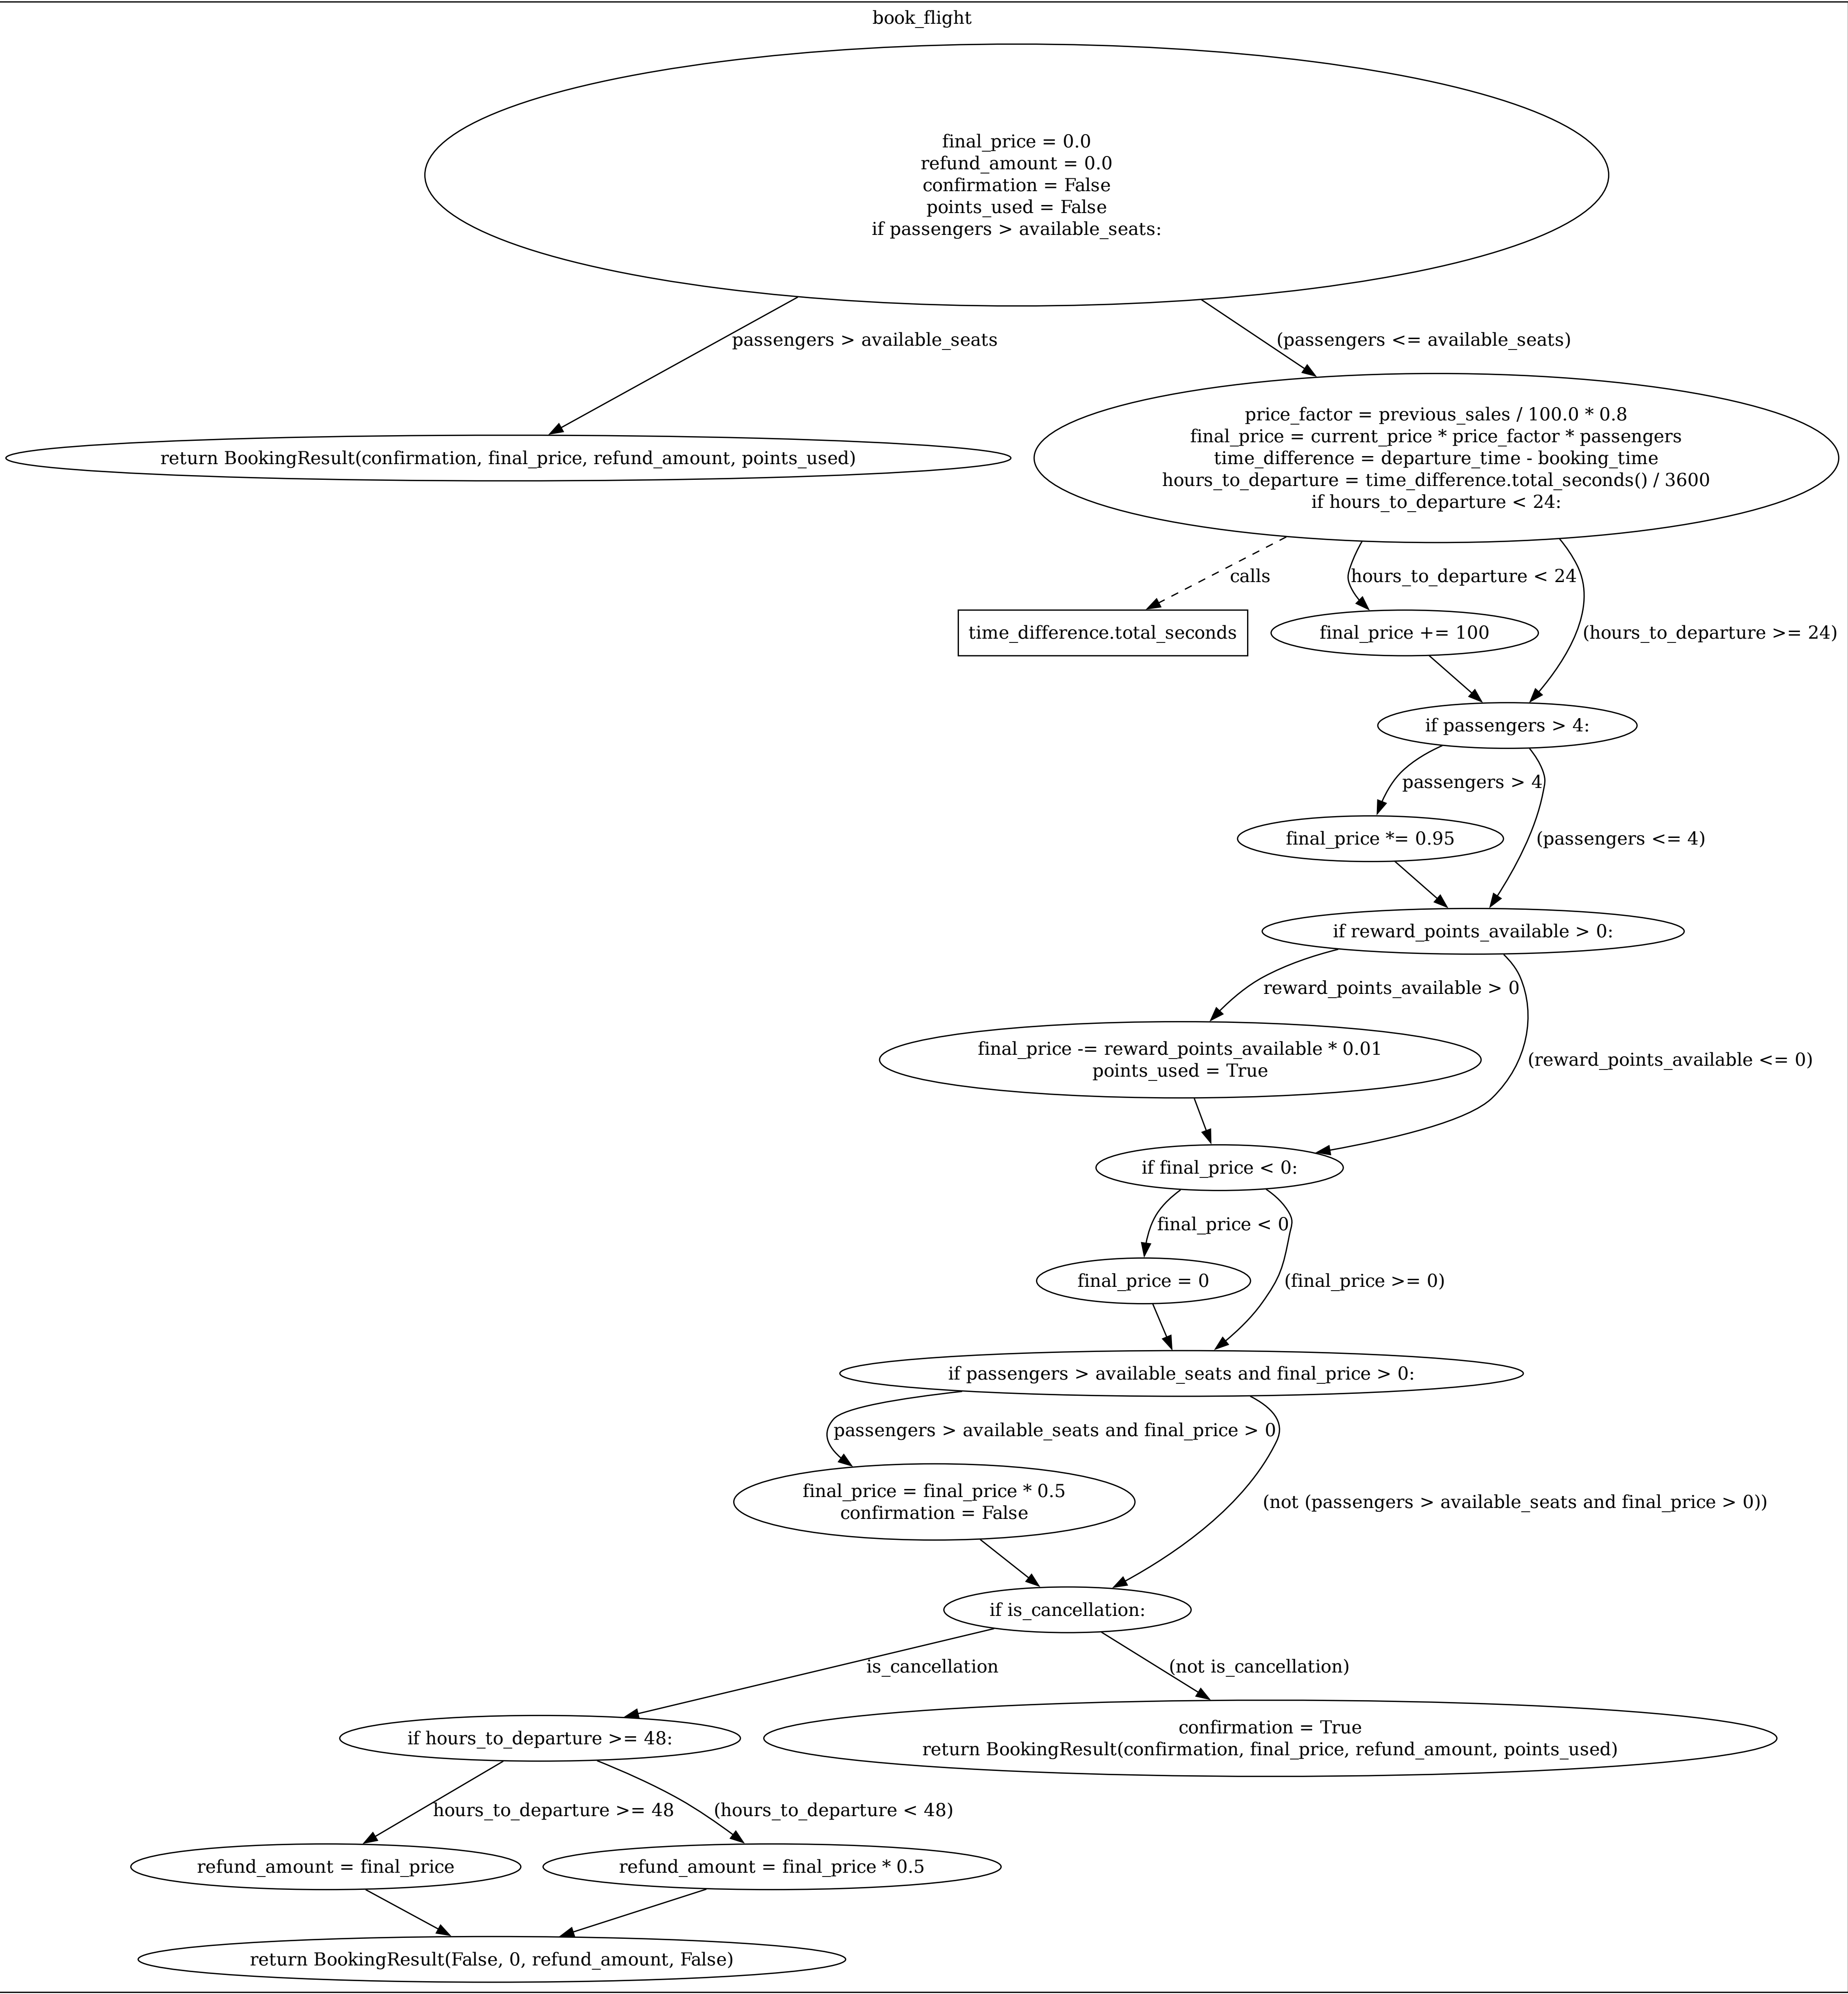 book_flight
final_price = 0.0
refund_amount = 0.0
confirmation = False
points_used = False
if passengers > available_seats:
passengers > available_seats
(passengers <= available_seats)
return BookingResult(confirmation, final_price, refund_amount, points_used)
price_factor = previous_sales / 100.0 * 0.8
final_price = current_price * price_factor * passengers
time_difference = departure_time - booking_time
hours_to_departure = time_difference.total_seconds() / 3600
if hours_to_departure < 24:
calls
hours_to_departure < 24
time_difference.total_seconds
final_price += 100
(hours_to_departure >= 24)
if passengers > 4:
passengers > 4
final_price *= 0.95
(passengers <= 4)
if reward_points_available > 0:
reward_points_available > 0
final_price -= reward_points_available * 0.01
points_used = True
(reward_points_available <= 0)
if final_price < 0:
final_price < 0
final_price = 0
(final_price >= 0)
if passengers > available_seats and final_price > 0:
passengers > available_seats and final_price > 0
final_price = final_price * 0.5
confirmation = False
(not (passengers > available_seats and final_price > 0))
if is_cancellation:
is_cancellation
(not is_cancellation)
if hours_to_departure >= 48:
confirmation = True
return BookingResult(confirmation, final_price, refund_amount, points_used)
hours_to_departure >= 48
(hours_to_departure < 48)
refund_amount = final_price
refund_amount = final_price * 0.5
return BookingResult(False, 0, refund_amount, False)